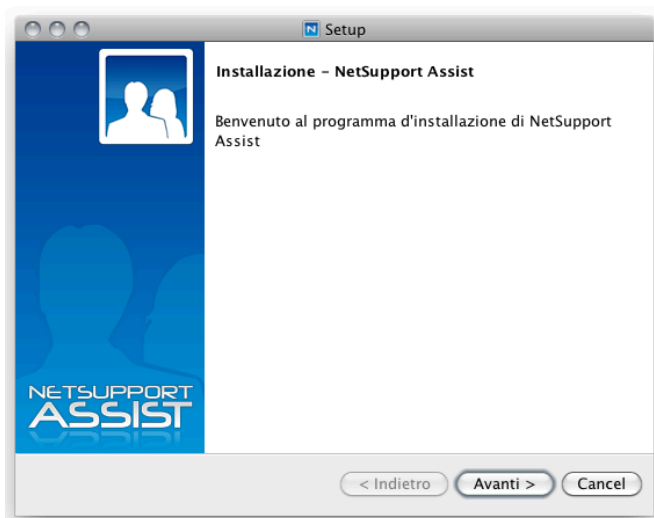 Setup
Installazione – NetSupport Assist
Benvenuto al programma d'installazione di NetSupport
Assist
NETSUPPORT
ASSIST
< Indietro
Avanti >
Cancel